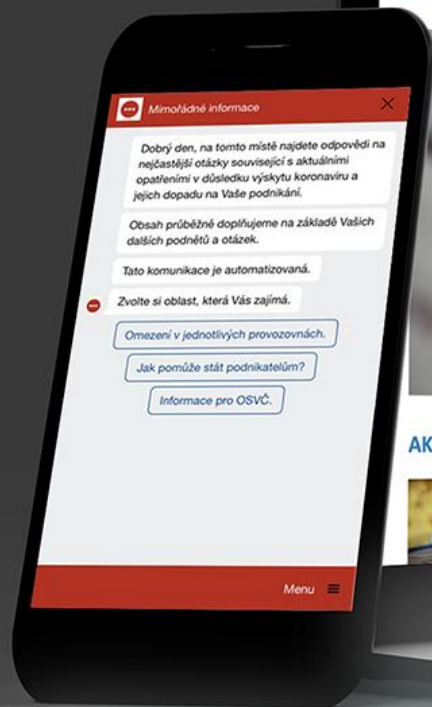 Mimořádné informace
Dobrý den, na tomto místě najdete odpovědi na
nejčastější otázky související s aktuálními
opatřeními v důsledku výskytu koronaviru a
jejich dopadu na Vaše podnikání.
Obsah průběžně doplňujeme na základě Vašich
dalších podnětů a otázek.
Tato komunikace je automatizovaná.
Zvolte si oblast, která Vás zajímá.
Omezení v jednotlivých provozovnách.
Jak pomůže stát podnikatelům?
Informace pro OSVČ.
Menu
AK